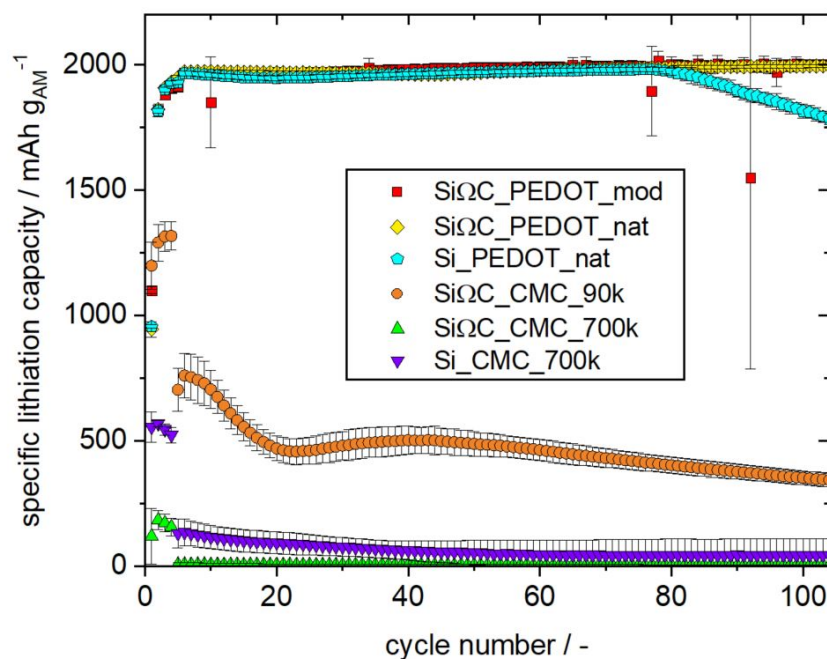 specific lithiation capacity / mAh g_AM⁻¹
2000
1500
1000
500
0
SiΩC_PEDOT_mod
SiΩC_PEDOT_nat
Si_PEDOT_nat
SiΩC_CMC_90k
SiΩC_CMC_700k
Si_CMC_700k
0 20 40 60 80 100
cycle number / -